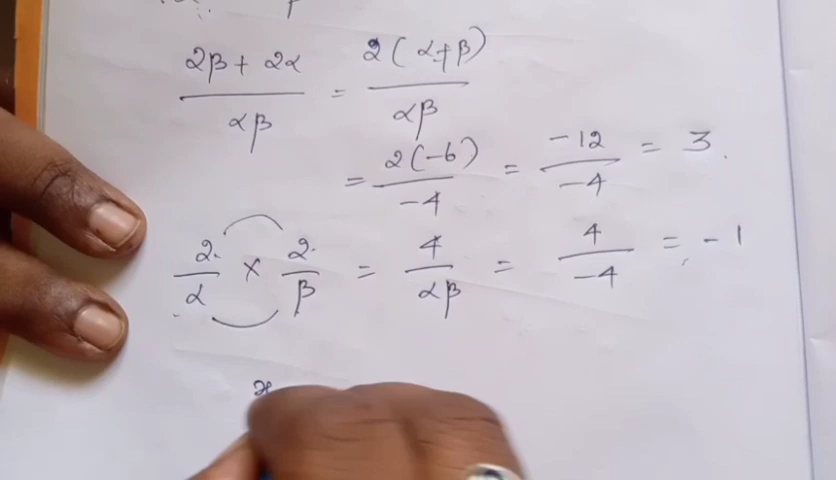 2β + 2α / αβ = 2(α+β) / αβ
= 2(-6) / -4 = -12 / -4 = 3.
2 / α × 2 / β = 4 / αβ = 4 / -4 = -1
x